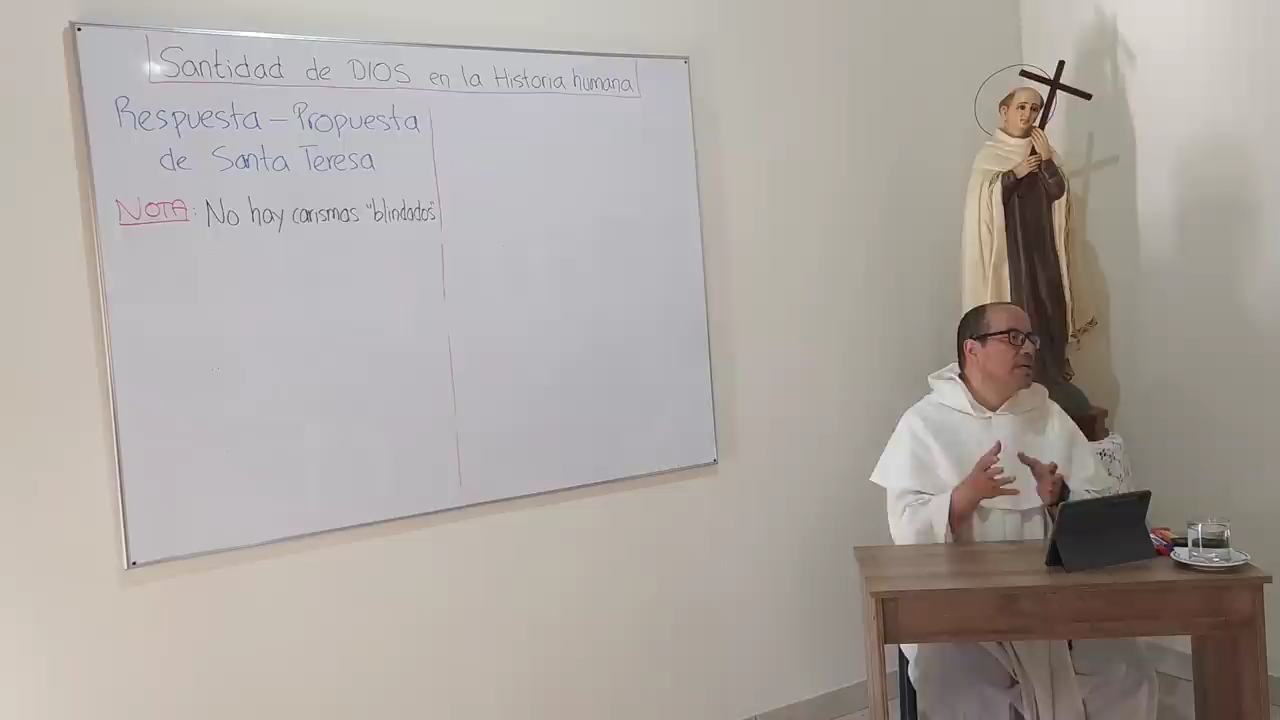 Santidad de DIOS en la Historia humana
Respuesta - Propuesta
de Santa Teresa
NOTA: No hay carismas "blindados"